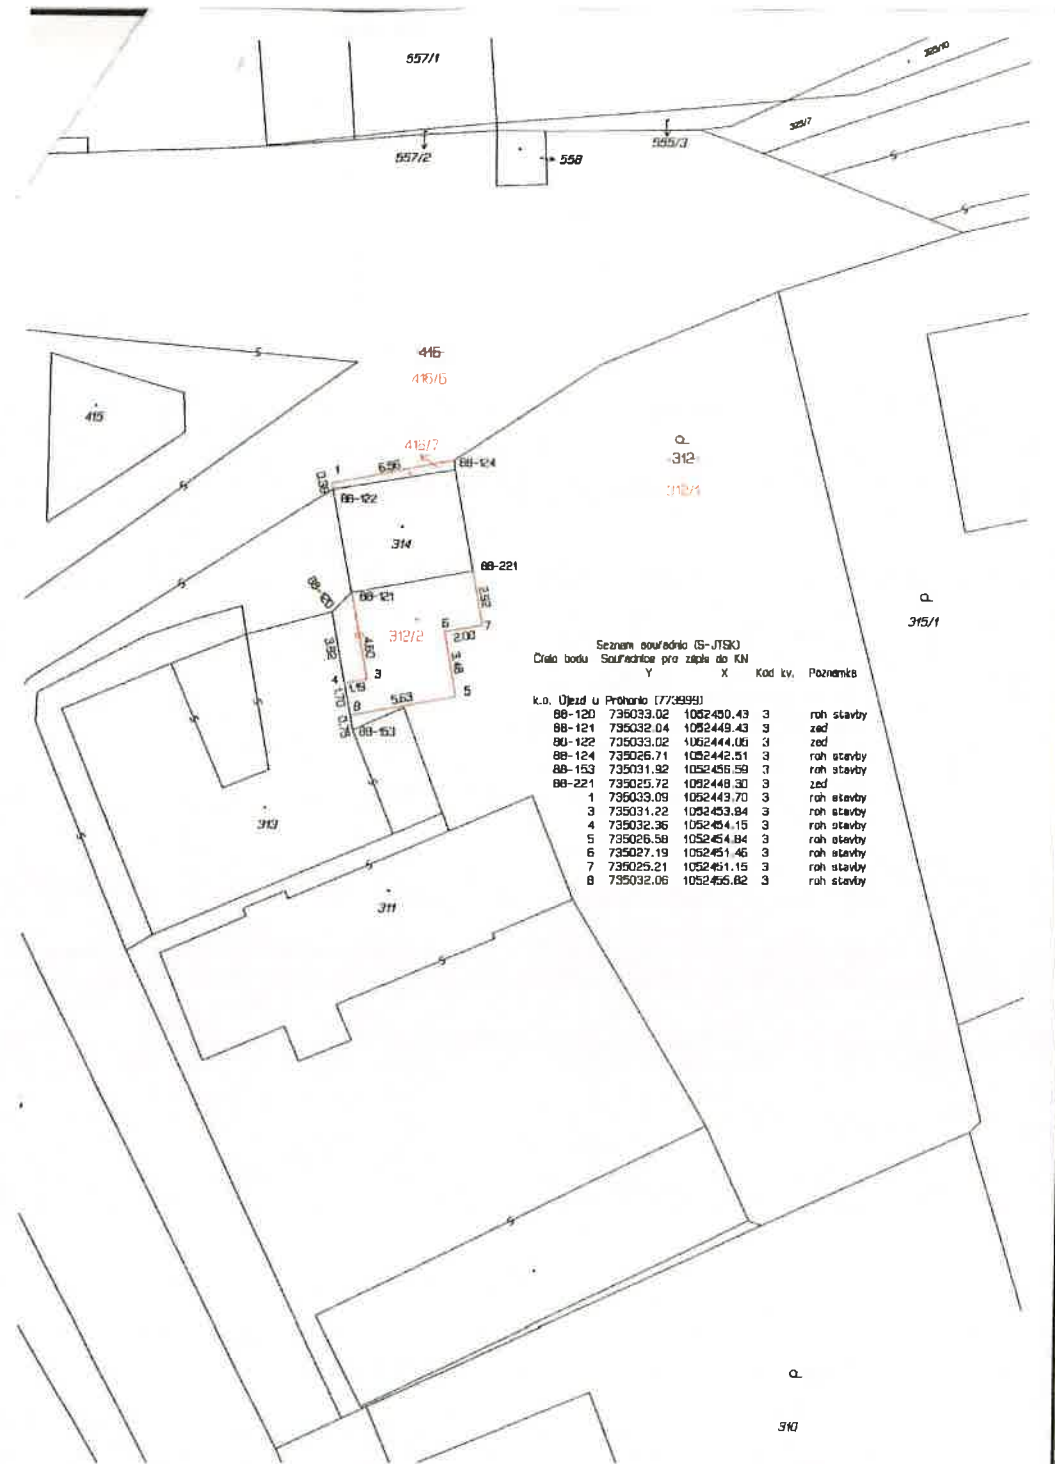 557/1
325/10
325/7
557/2
558
555/3
416
416/6
415
416/7
312
312/1
1
6.96
88-124
0.39
88-122
314
88-221
88-120
88-121
2.92
315/1
312/2
6
7
2.00
3.82
4.60
3.48
4
3
1.19
1.70
5.63
5
8
0.78
88-153
Seznam souřadnic (S-JTSK)
Číslo bodu Souřadnice pro zápis do KN
Y X Kód kv. Poznámka
k.o. Újezd u Průhonic [773999]
88-120 735033.02 1052450.43 3 roh stavby
88-121 735032.04 1052449.43 3 zeď
88-122 735033.02 1052444.06 3 zeď
88-124 735026.71 1052442.51 3 roh stavby
88-153 735031.92 1052456.59 3 roh stavby
88-221 735025.72 1052448.30 3 zeď
1 735033.09 1052443.70 3 roh stavby
3 735031.22 1052453.94 3 roh stavby
4 735032.36 1052454.15 3 roh stavby
5 735026.58 1052454.84 3 roh stavby
6 735027.19 1052451.46 3 roh stavby
7 735025.21 1052451.15 3 roh stavby
8 735032.06 1052455.82 3 roh stavby
313
311
310